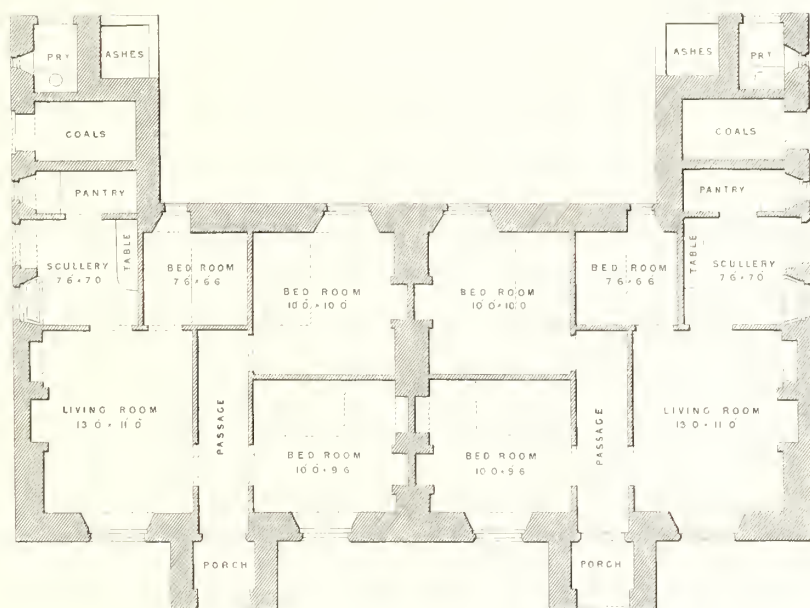 PRY
ASHES
ASHES
PRY
COALS
COALS
PANTRY
PANTRY
SCULLERY
7 6 × 7 0
TABLE
BED ROOM
7 6 × 6 6
BED ROOM
10 0 × 10 0
BED ROOM
10 0 × 10 0
BED ROOM
7 6 × 6 6
TABLE
SCULLERY
7 6 × 7 0
LIVING ROOM
13 0 × 11 0
PASSAGE
BED ROOM
10 0 × 9 6
BED ROOM
10 0 × 9 6
PASSAGE
LIVING ROOM
13 0 × 11 0
PORCH
PORCH